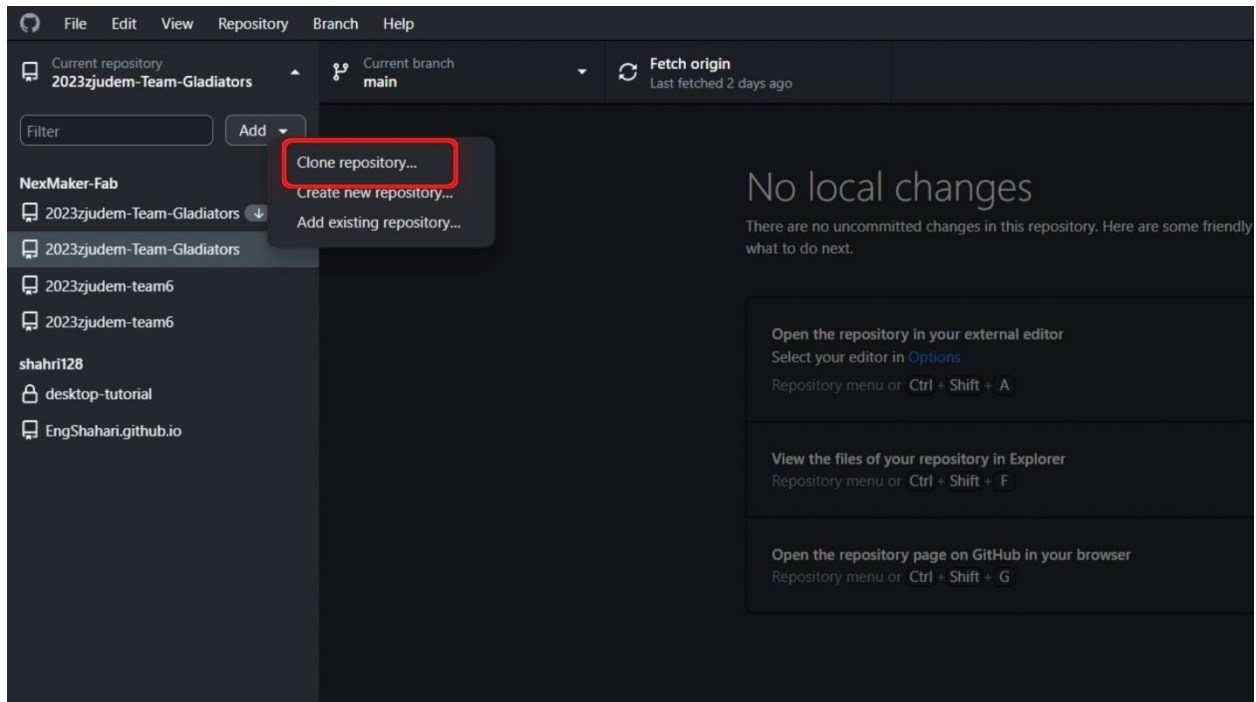 File Edit View Repository Branch Help
Current repository
2023zjudem-Team-Gladiators
Current branch
main
Fetch origin
Last fetched 2 days ago
Filter
Add
Clone repository...
Create new repository...
Add existing repository...
NexMaker-Fab
2023zjudem-Team-Gladiators
2023zjudem-Team-Gladiators
2023zjudem-team6
2023zjudem-team6
shahri128
desktop-tutorial
EngShahari.github.io
No local changes
There are no uncommitted changes in this repository. Here are some friendly
what to do next.
Open the repository in your external editor
Select your editor in Options
Repository menu or Ctrl + Shift + A
View the files of your repository in Explorer
Repository menu or Ctrl + Shift + F
Open the repository page on GitHub in your browser
Repository menu or Ctrl + Shift + G